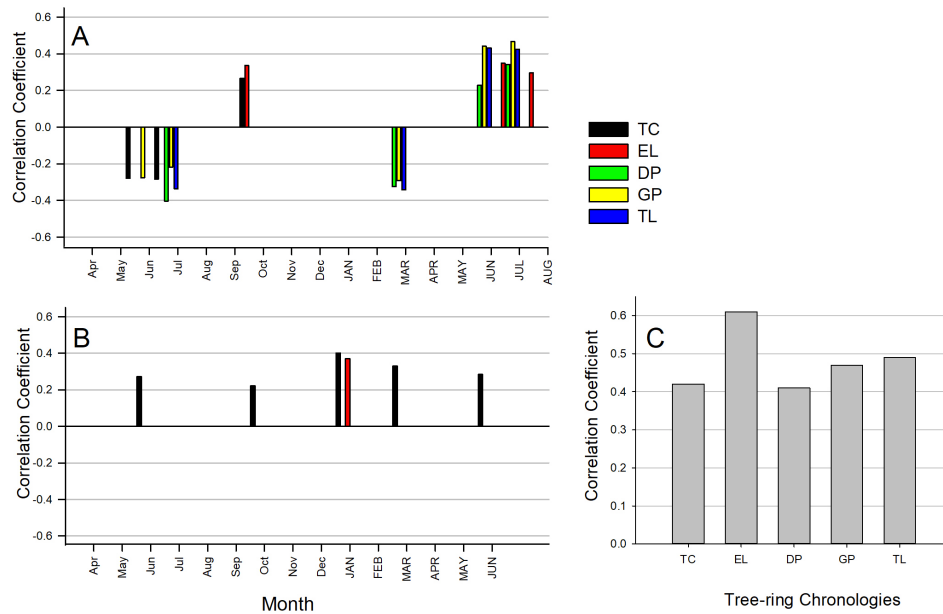 A
Correlation Coefficient
0.6
0.4
0.2
0.0
-0.2
-0.4
-0.6
Apr May Jun Jul Aug Sep Oct Nov Dec JAN FEB MAR APR MAY JUN JUL AUG
TC
EL
DP
GP
TL
B
Correlation Coefficient
0.6
0.4
0.2
0.0
-0.2
-0.4
-0.6
Apr May Jun Jul Aug Sep Oct Nov Dec JAN FEB MAR APR MAY JUN
Month
C
Correlation Coefficient
0.6
0.5
0.4
0.3
0.2
0.1
0.0
TC EL DP GP TL
Tree-ring Chronologies